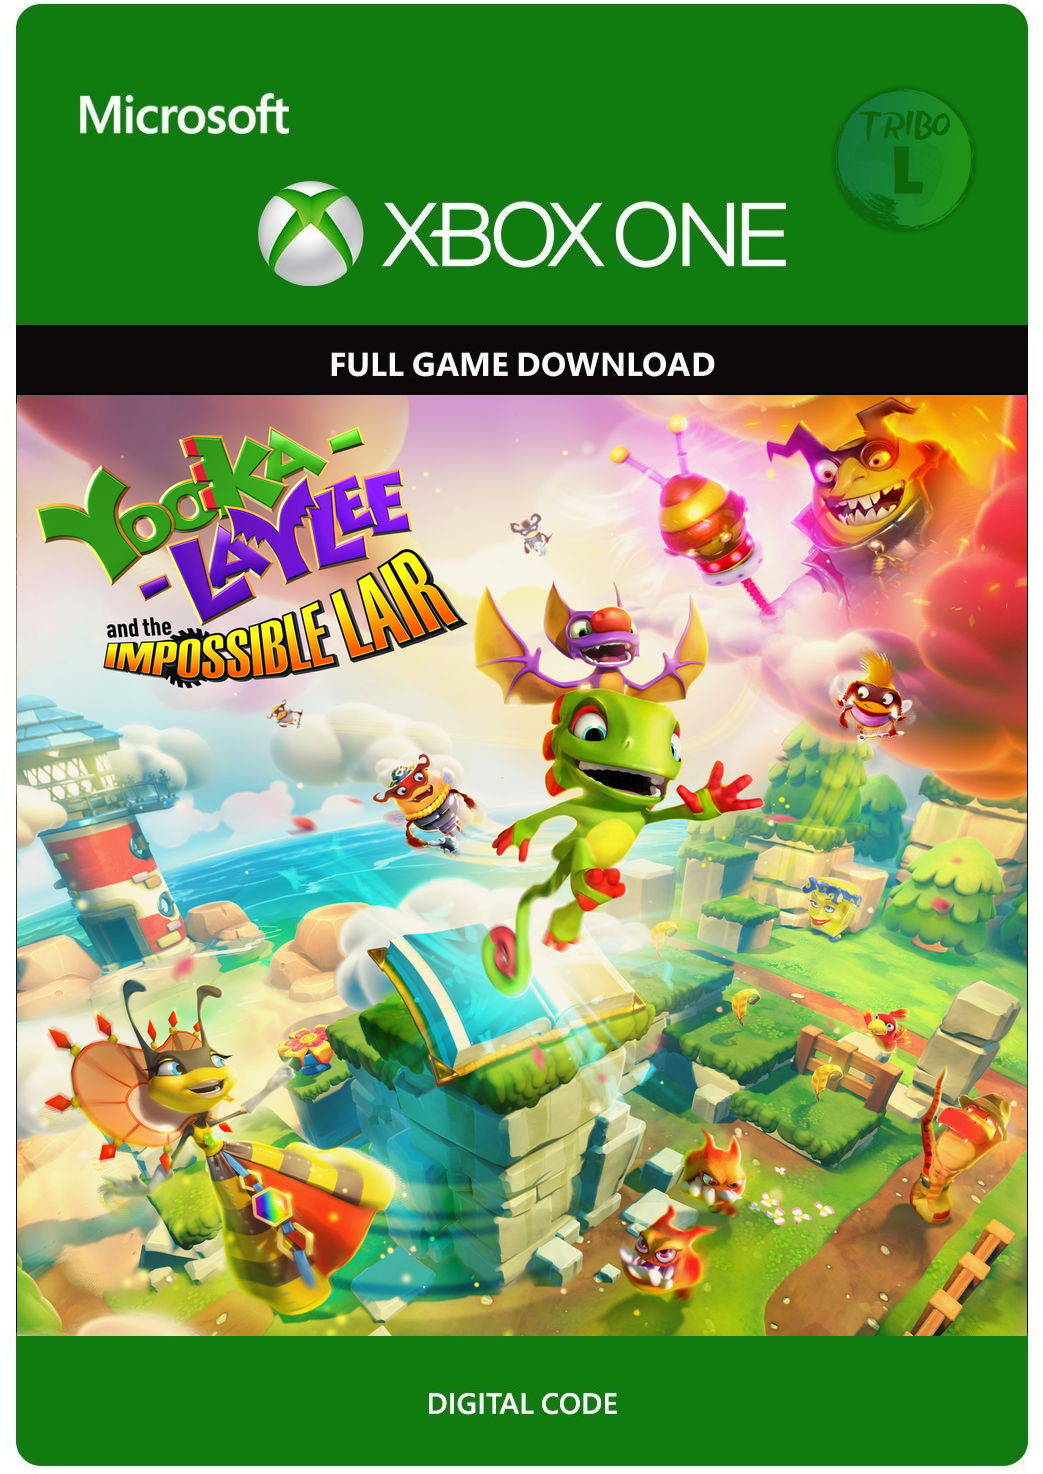 Microsoft
TRIBO
L
XBOX ONE
FULL GAME DOWNLOAD
YOOKA-
-LAYLEE
and the
IMPOSSIBLE LAIR
DIGITAL CODE